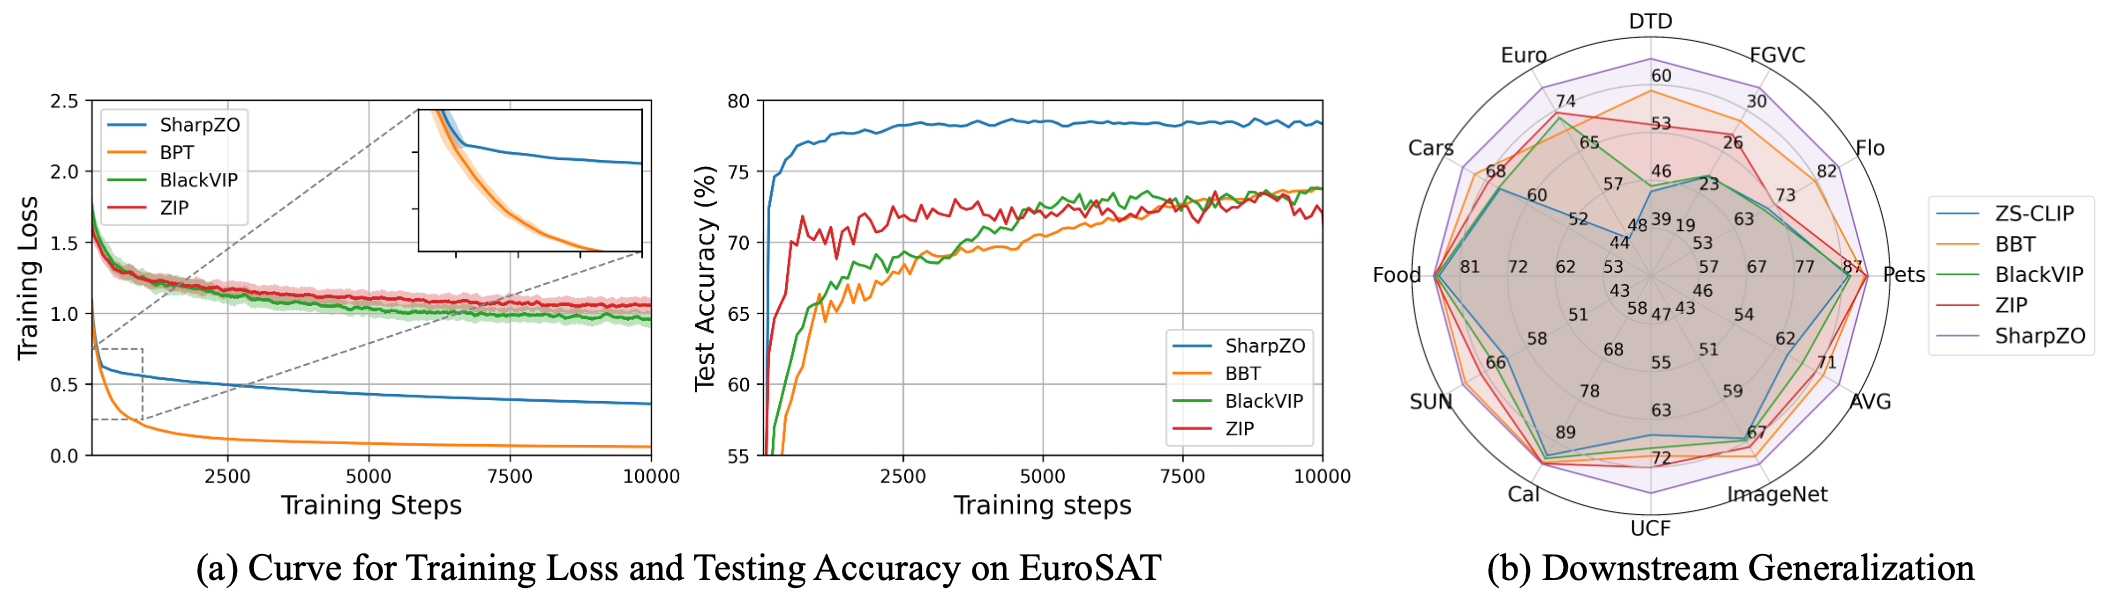 2.5
2.0
1.5
1.0
0.5
0.0
Training Loss
SharpZO
BPT
BlackVIP
ZIP
2500
5000
7500
10000
Training Steps
80
75
70
65
60
55
Test Accuracy (%)
SharpZO
BBT
BlackVIP
ZIP
2500
5000
7500
10000
Training steps
(a) Curve for Training Loss and Testing Accuracy on EuroSAT
DTD
Euro
FGVC
Cars
Flo
Food
Pets
SUN
AVG
Cal
ImageNet
UCF
60
53
46
39
30
26
23
19
82
73
63
53
87
77
67
57
71
62
54
46
67
59
51
43
72
63
55
47
89
78
68
58
66
58
51
43
81
72
62
53
68
60
52
44
74
65
57
48
ZS-CLIP
BBT
BlackVIP
ZIP
SharpZO
(b) Downstream Generalization